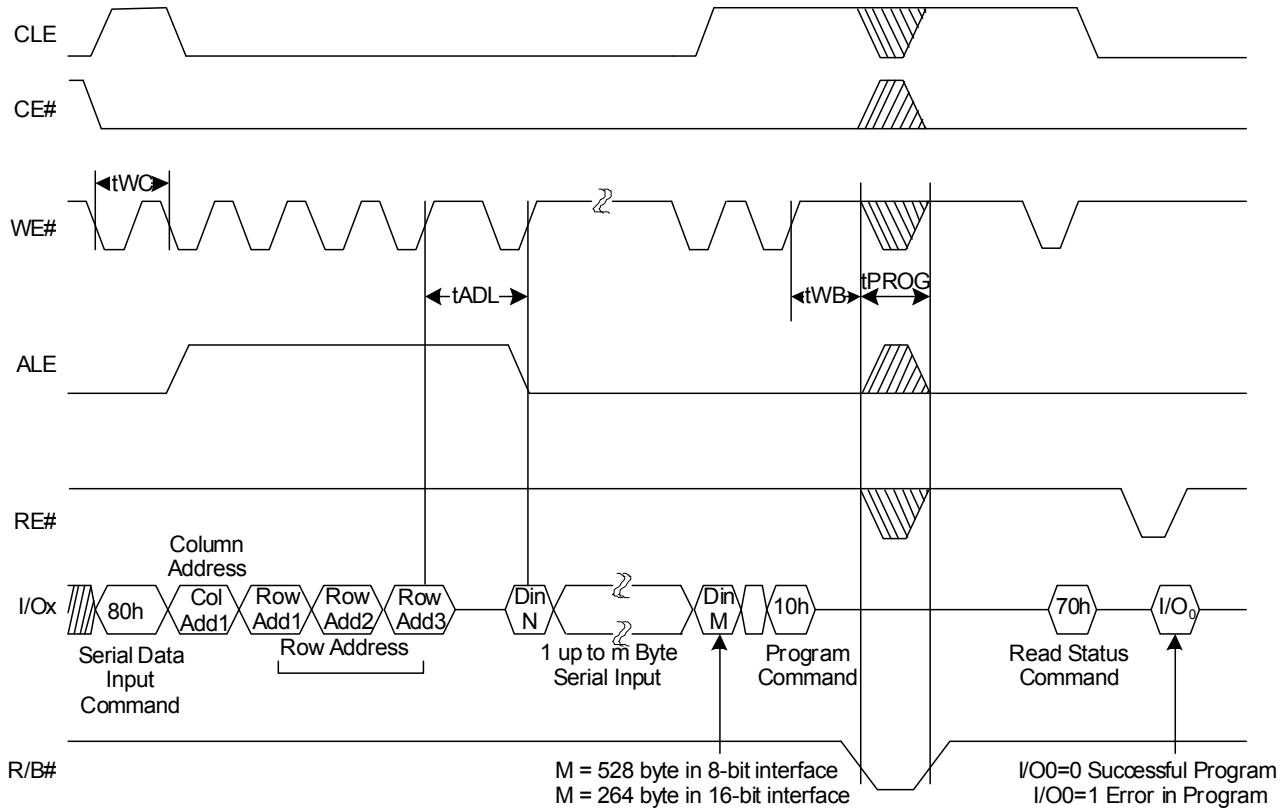 CLE
CE#
tWC
WE#
tADL
tWB
tPROG
ALE
RE#
Column
Address
I/Ox
80h
Col
Add1
Row
Add1
Row
Add2
Row
Add3
Din
N
Din
M
10h
70h
I/O0
Serial Data
Input
Command
Row Address
1 up to m Byte
Serial Input
Program
Command
Read Status
Command
R/B#
M = 528 byte in 8-bit interface
M = 264 byte in 16-bit interface
I/O0=0 Successful Program
I/O0=1 Error in Program